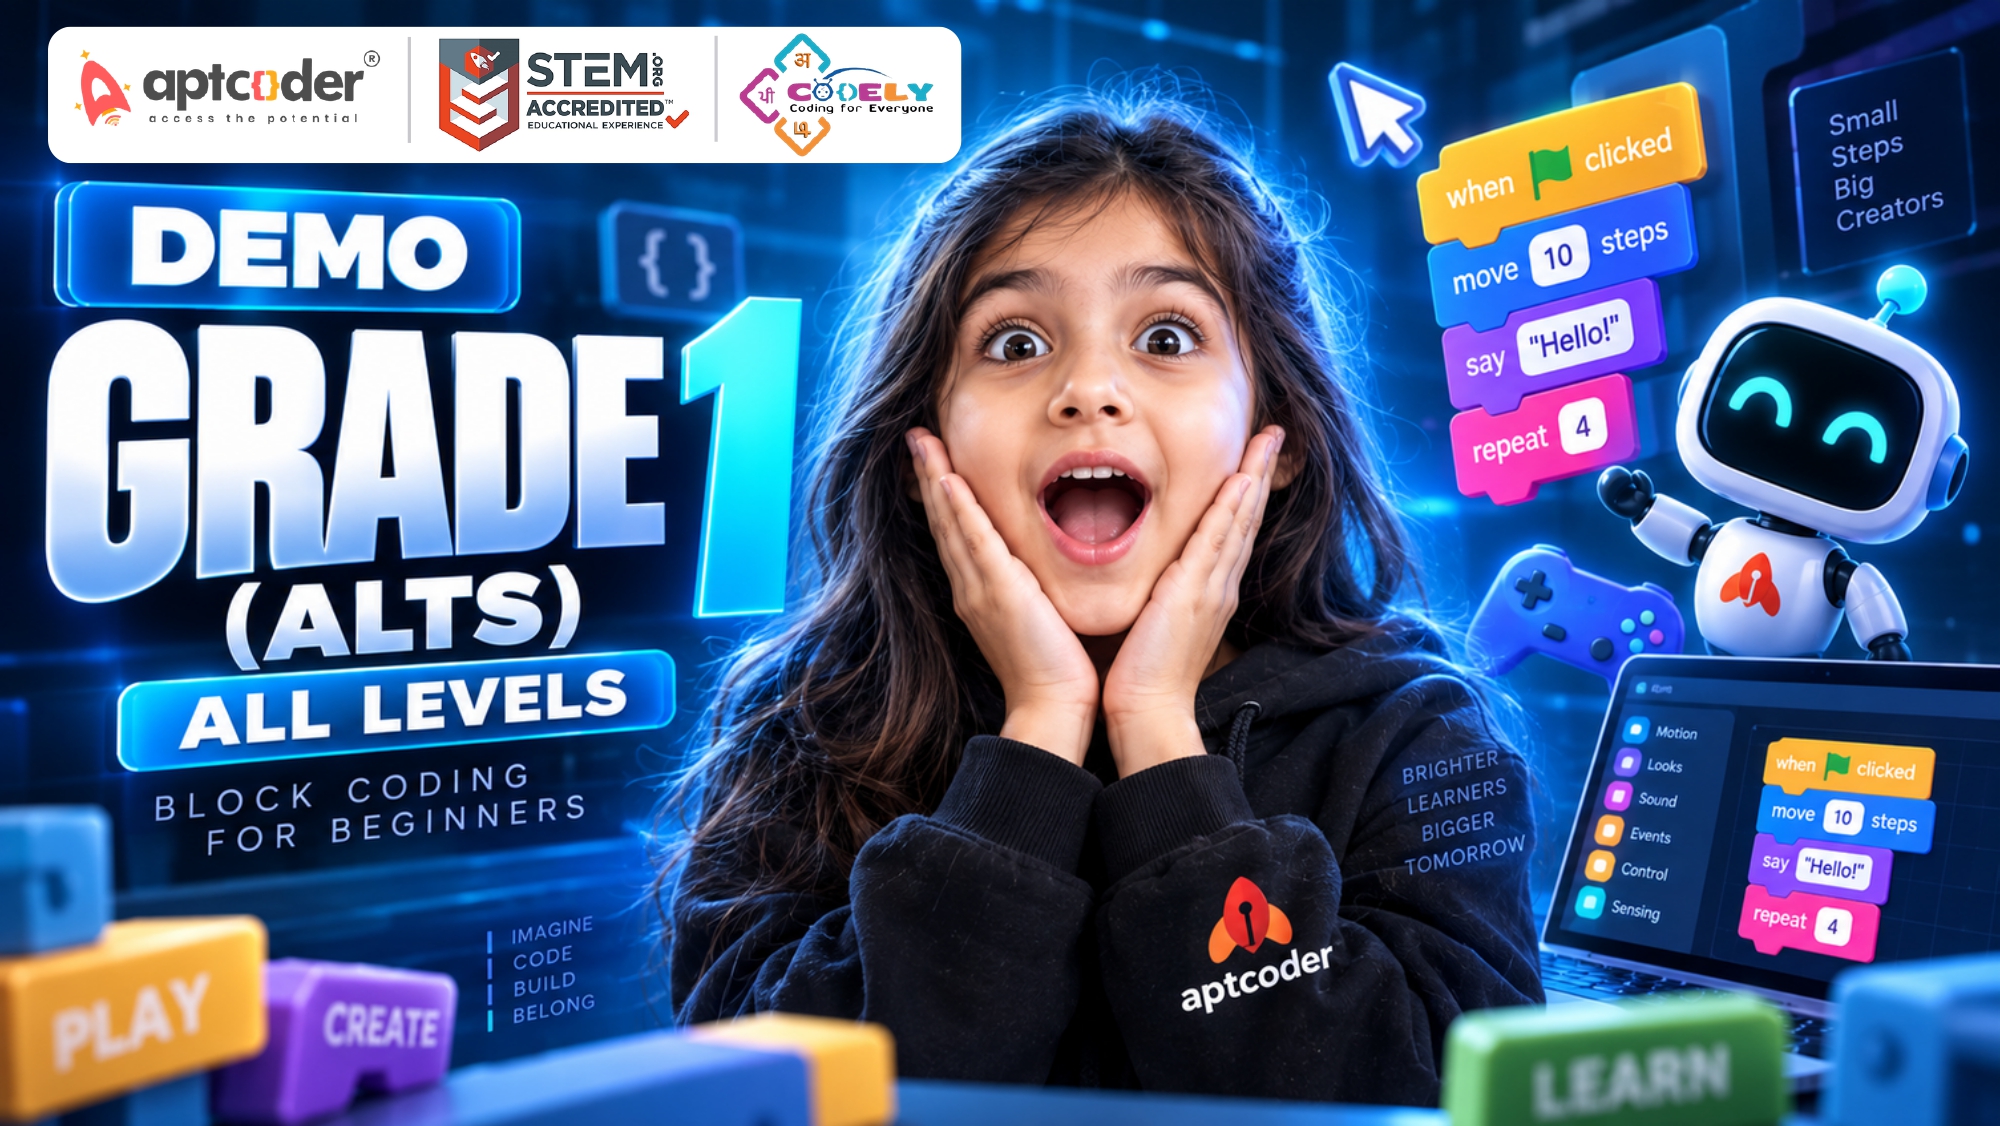 aptcoder®
access the potential
STEM.ORG
ACCREDITED™
EDUCATIONAL EXPERIENCE
अ
पी
CODELY
Coding for Everyone
DEMO
{ }
GRADE 1
(ALTS)
ALL LEVELS
BLOCK CODING
FOR BEGINNERS
IMAGINE
CODE
BUILD
BELONG
PLAY
CREATE
when clicked
move 10 steps
say "Hello!"
repeat 4
Small
Steps
Big
Creators
BRIGHTER
LEARNERS
BIGGER
TOMORROW
aptcoder
Motion
Looks
Sound
Events
Control
Sensing
when clicked
move 10 steps
say "Hello!"
repeat 4
LEARN